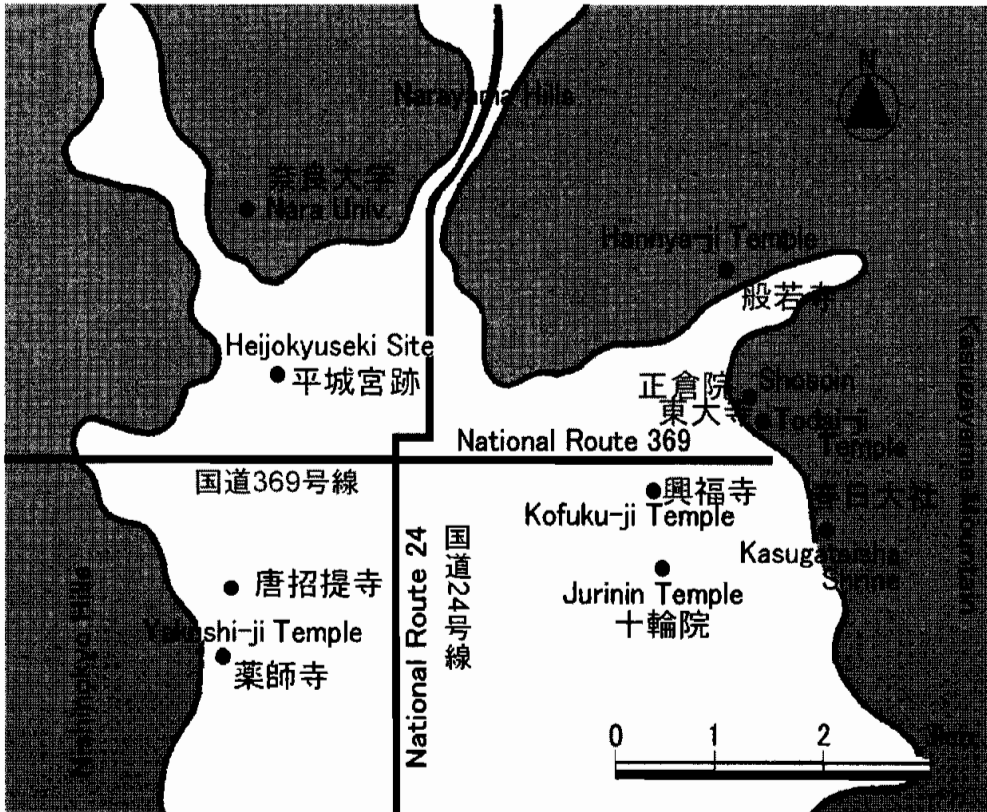 N
Narayama Hills
奈良大学
Nara Univ.
Hannya-ji Temple
般若寺
Heijokyuseki Site
平城宮跡
正倉院 Shosoin
東大寺 Todai-ji
Temple
National Route 369
国道369号線
興福寺
Kofuku-ji Temple
春日大社
Kasugataisha
Shrine
Kasugayama Mountain
唐招提寺
Yakushi-ji Temple
薬師寺
National Route 24
国道24号線
Jurinin Temple
十輪院
0 1 2